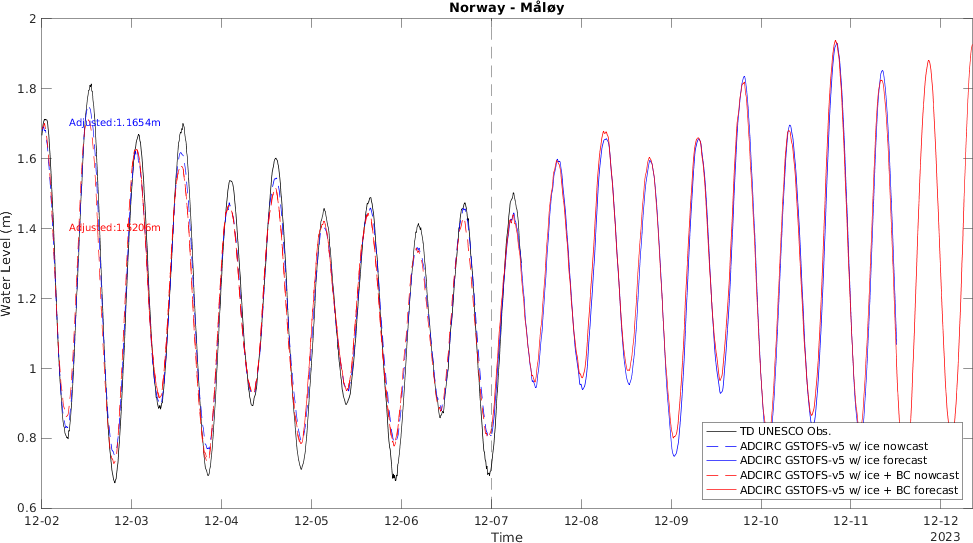 Norway - Måløy
2
1.8
1.6
1.4
1.2
1
0.8
0.6
Water Level (m)
Adjusted:1.1654m
Adjusted:1.5206m
TD UNESCO Obs.
ADCIRC GSTOFS-v5 w/ ice nowcast
ADCIRC GSTOFS-v5 w/ ice forecast
ADCIRC GSTOFS-v5 w/ ice + BC nowcast
ADCIRC GSTOFS-v5 w/ ice + BC forecast
12-02 12-03 12-04 12-05 12-06 12-07 12-08 12-09 12-10 12-11 12-12
Time
2023